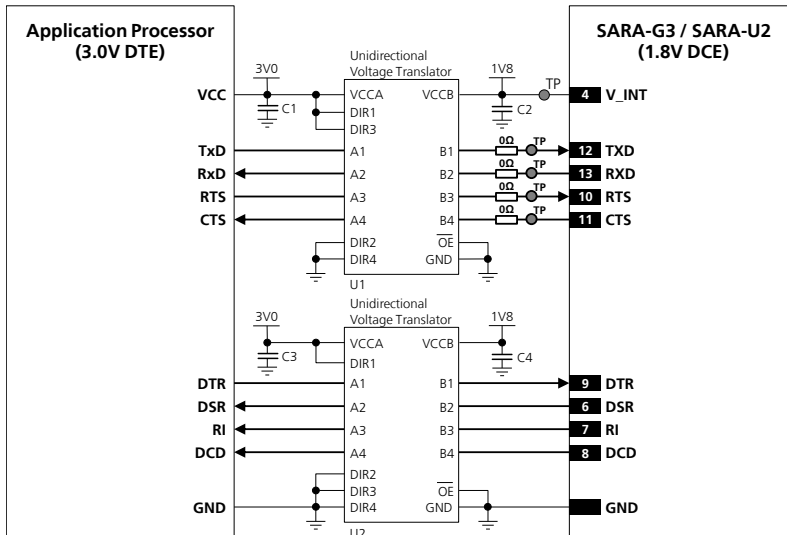 Application Processor
(3.0V DTE)
SARA-G3 / SARA-U2
(1.8V DCE)
Unidirectional
Voltage Translator
3V0
1V8
TP
VCC
C1
VCCA
VCCB
C2
4
V_INT
DIR1
DIR3
TxD
A1
B1
0Ω
TP
12
TXD
RxD
A2
B2
0Ω
TP
13
RXD
RTS
A3
B3
0Ω
TP
10
RTS
CTS
A4
B4
0Ω
TP
11
CTS
DIR2
OE
DIR4
GND
U1
Unidirectional
Voltage Translator
3V0
1V8
C3
VCCA
VCCB
C4
DIR1
DTR
A1
B1
9
DTR
DSR
A2
B2
6
DSR
RI
A3
B3
7
RI
DCD
A4
B4
8
DCD
DIR2
DIR3
OE
GND
DIR4
GND
GND
U2